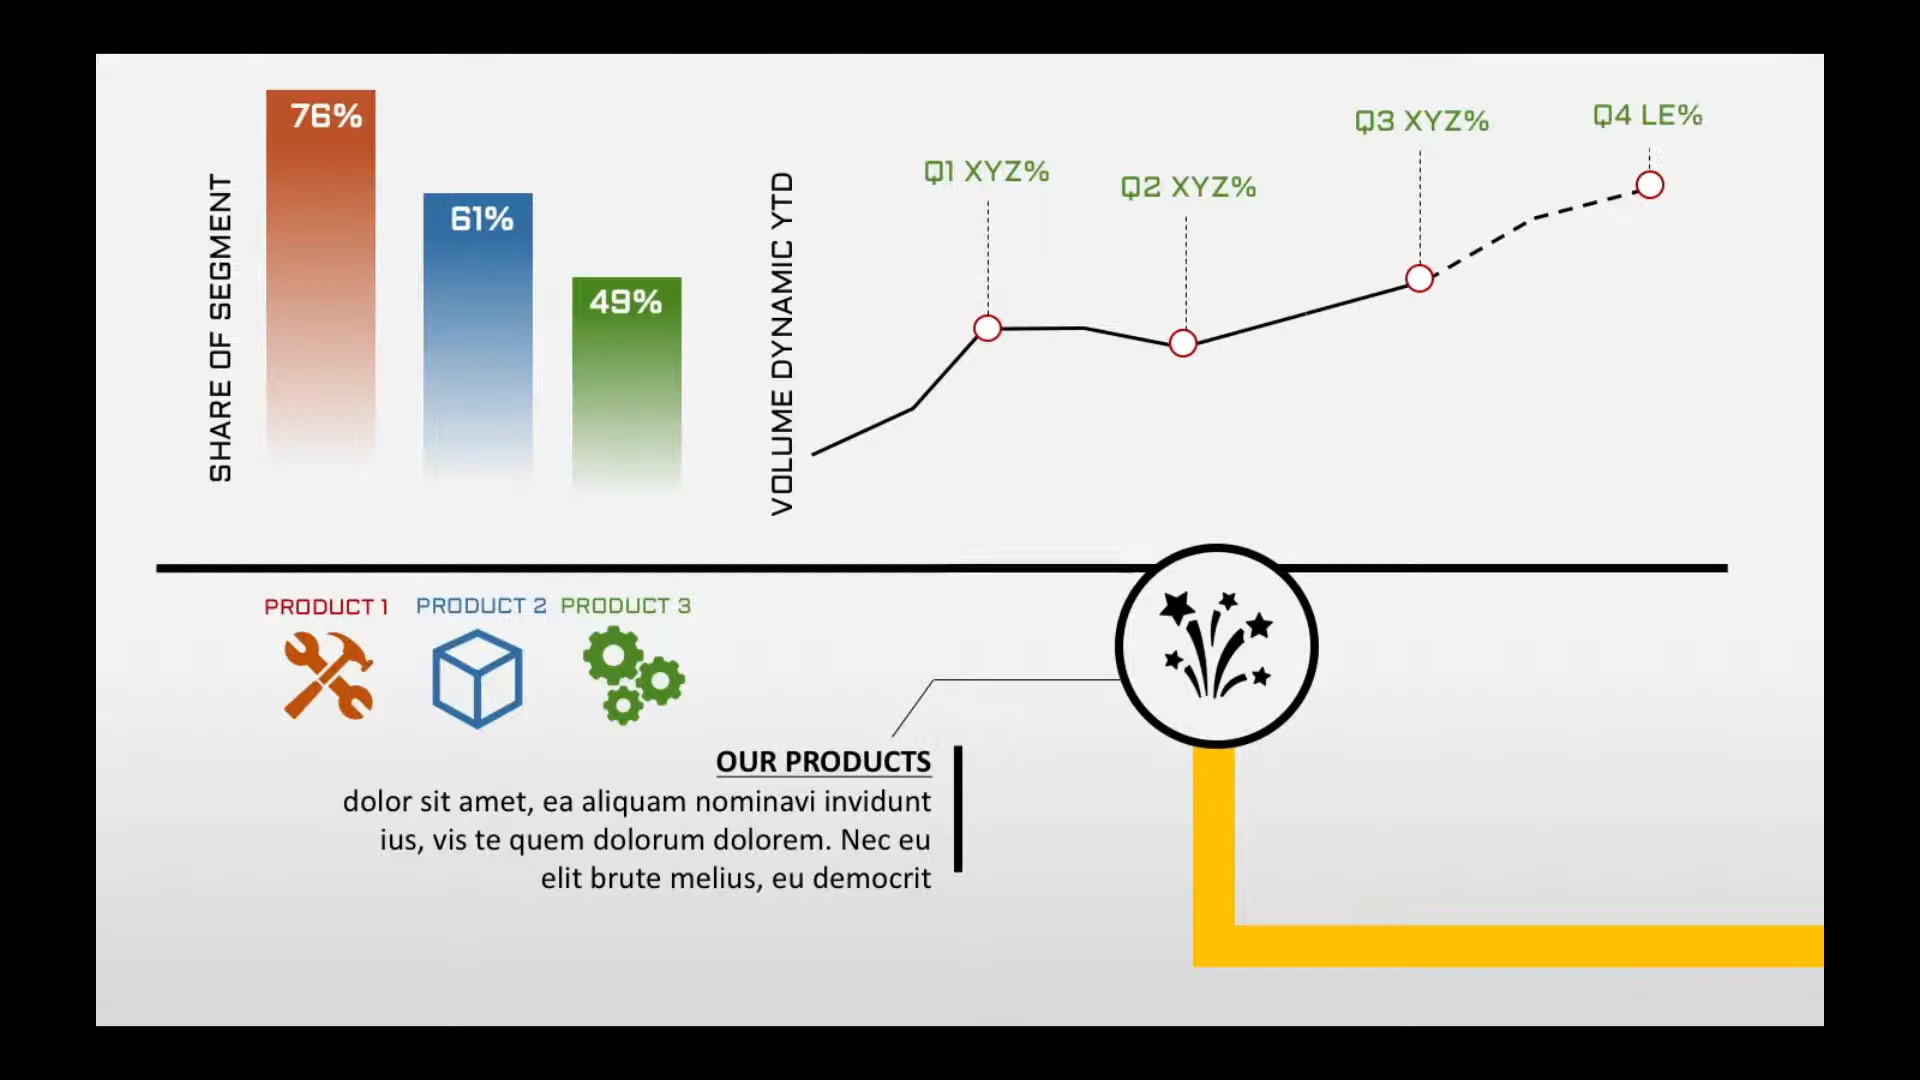 SHARE OF SEGMENT
76%
61%
49%
VOLUME DYNAMIC YTD
Q1 XYZ%
Q2 XYZ%
Q3 XYZ%
Q4 LE%
PRODUCT 1
PRODUCT 2
PRODUCT 3
OUR PRODUCTS
dolor sit amet, ea aliquam nominavi invidunt
ius, vis te quem dolorum dolorem. Nec eu
elit brute melius, eu democrit